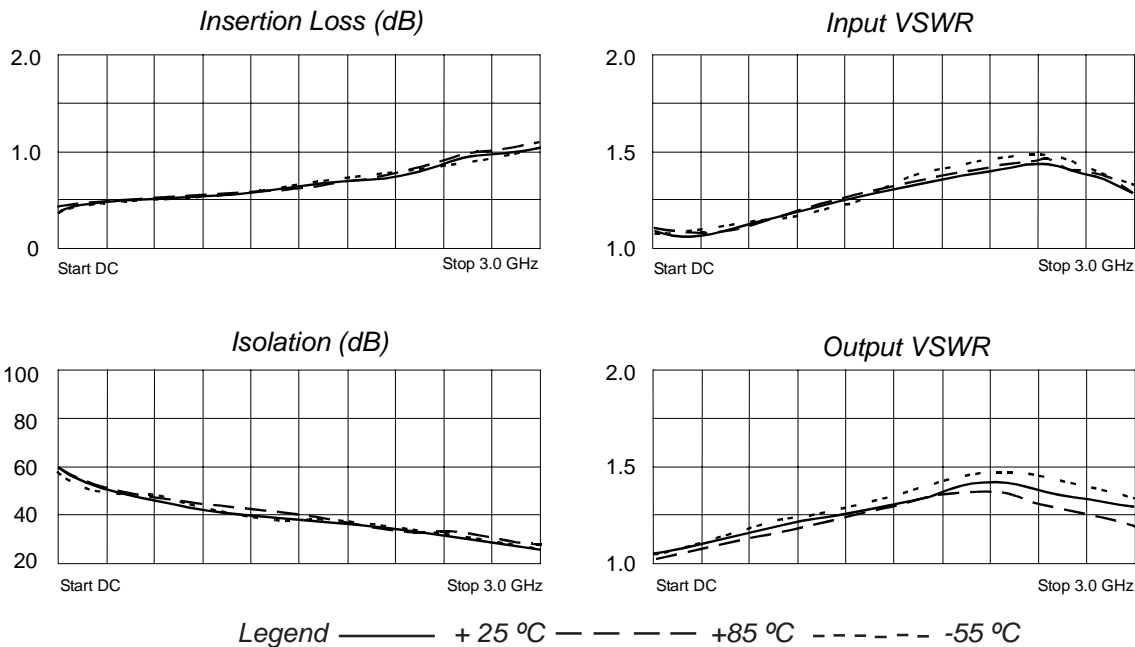 Insertion Loss (dB)
2.0
1.0
0
Start DC
Stop 3.0 GHz
Input VSWR
2.0
1.5
1.0
Start DC
Stop 3.0 GHz
Isolation (dB)
100
80
60
40
20
Start DC
Stop 3.0 GHz
Output VSWR
2.0
1.5
1.0
Start DC
Stop 3.0 GHz
Legend + 25 ºC +85 ºC -55 ºC